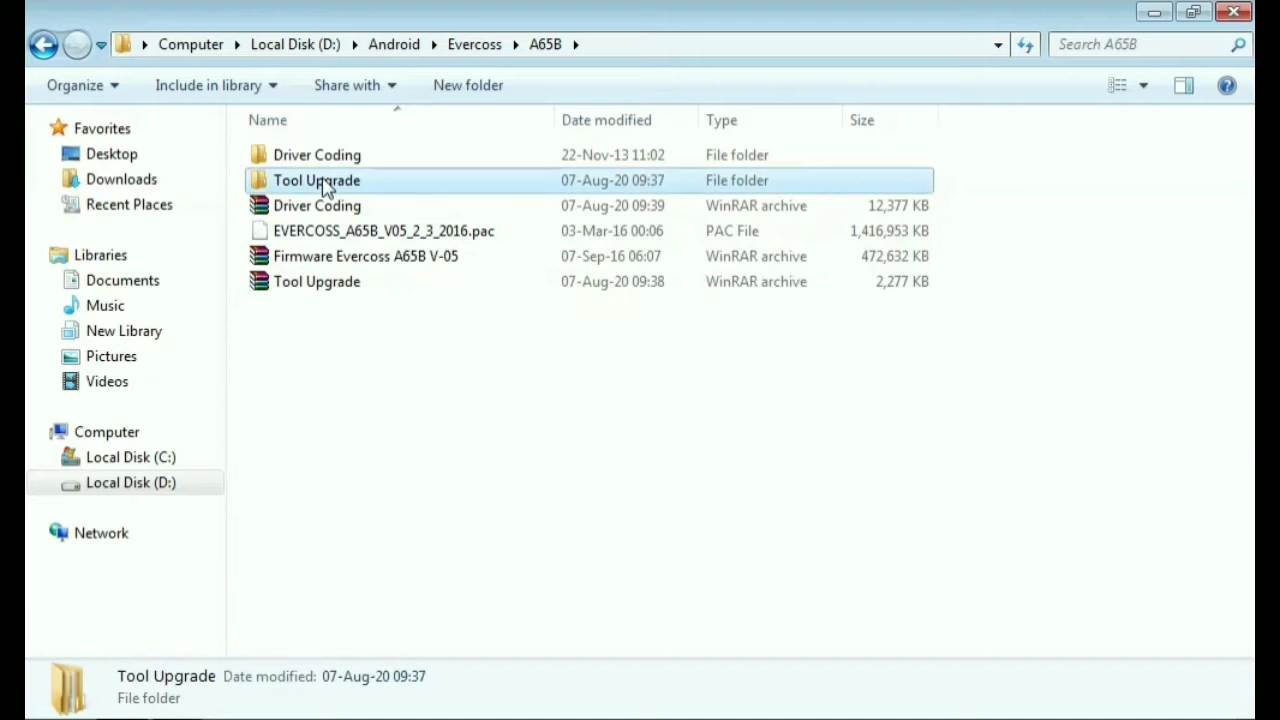 Computer Local Disk (D:) Android Evercoss A65B Search A65B
Organize Include in library Share with New folder
Name Date modified Type Size
Favorites
Desktop
Downloads
Recent Places
Libraries
Documents
Music
New Library
Pictures
Videos
Computer
Local Disk (C:)
Local Disk (D:)
Network
Driver Coding 22-Nov-13 11:02 File folder
Tool Upgrade 07-Aug-20 09:37 File folder
Driver Coding 07-Aug-20 09:39 WinRAR archive 12,377 KB
EVERCOSS_A65B_V05_2_3_2016.pac 03-Mar-16 00:06 PAC File 1,416,953 KB
Firmware Evercoss A65B V-05 07-Sep-16 06:07 WinRAR archive 472,632 KB
Tool Upgrade 07-Aug-20 09:38 WinRAR archive 2,277 KB
Tool Upgrade Date modified: 07-Aug-20 09:37
File folder